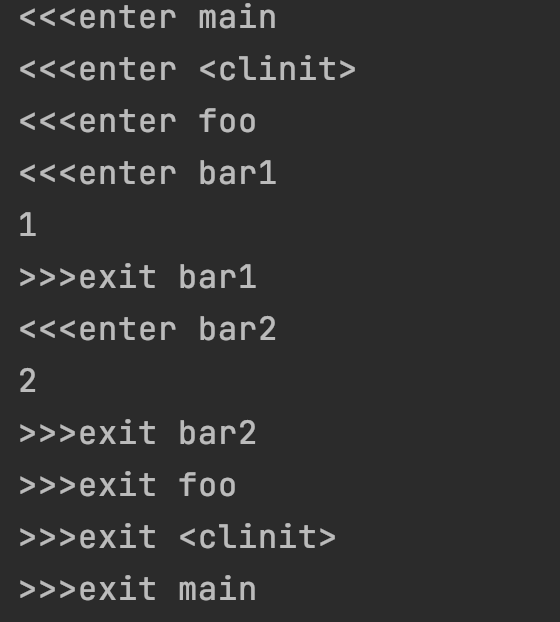 <<<enter main
<<<enter <clinit>
<<<enter foo
<<<enter bar1
1
>>>exit bar1
<<<enter bar2
2
>>>exit bar2
>>>exit foo
>>>exit <clinit>
>>>exit main